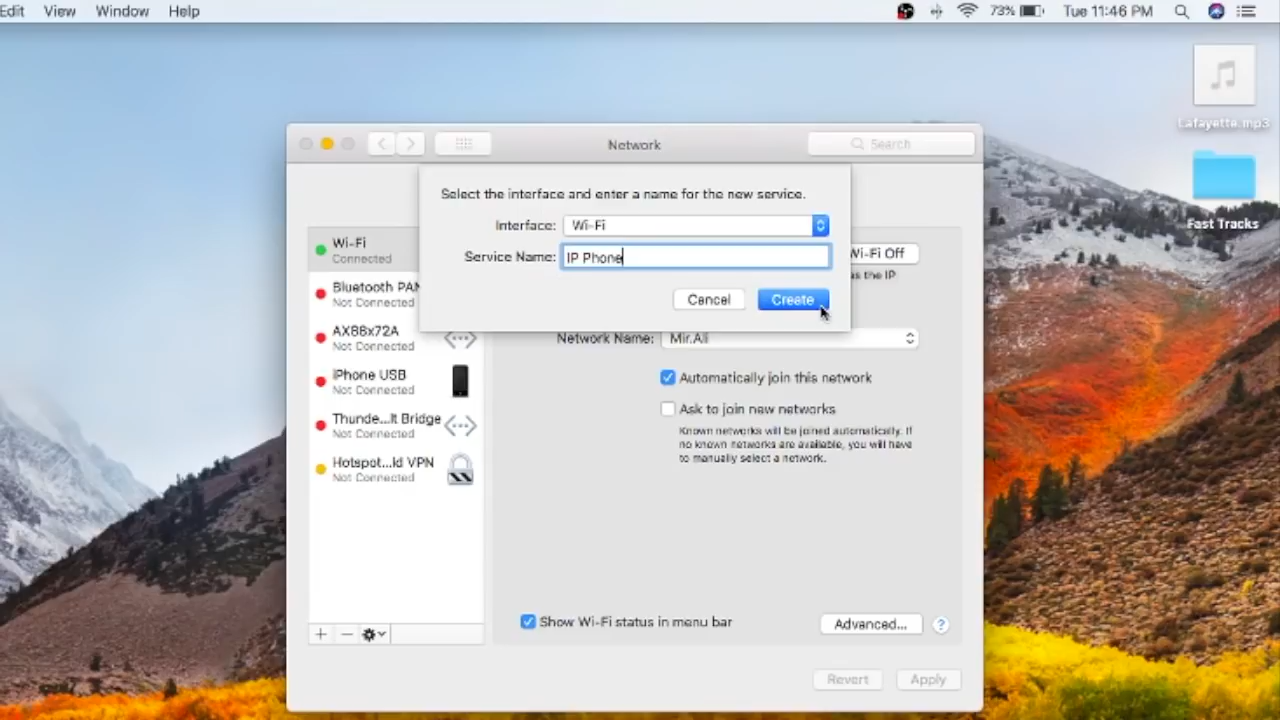 Edit View Window Help 73% Tue 11:46 PM
Lafayette.mp3
Fast Tracks
Network
Search
Select the interface and enter a name for the new service.
Interface: Wi-Fi
Service Name: IP Phone
Cancel Create
Wi-Fi
Connected
Bluetooth PAN
Not Connected
AX88x72A
Not Connected
iPhone USB
Not Connected
Thunde...lt Bridge
Not Connected
Hotspot...id VPN
Not Connected
Wi-Fi Off
as the IP
Network Name: Mir.Ali
Automatically join this network
Ask to join new networks
Known networks will be joined automatically. If
no known networks are available, you will have
to manually select a network.
Show Wi-Fi status in menu bar
Advanced... ?
Revert Apply